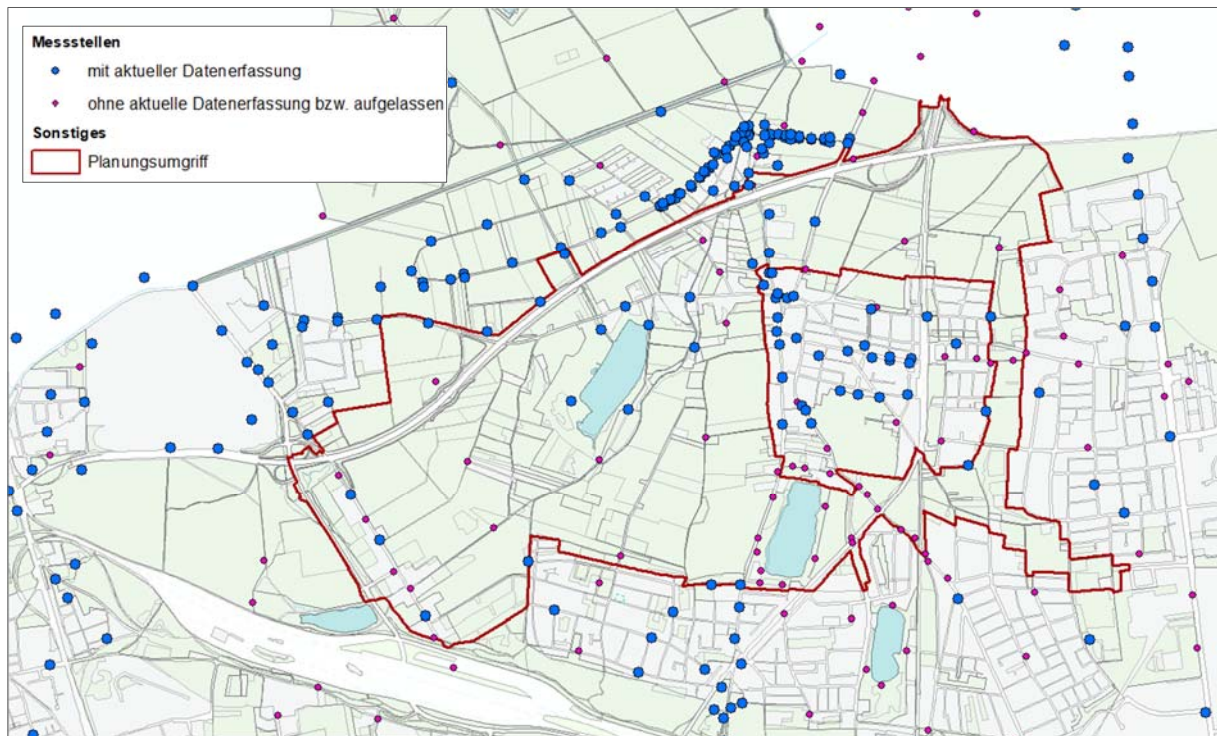 Messstellen
mit aktueller Datenerfassung
ohne aktuelle Datenerfassung bzw. aufgelassen
Sonstiges
Planungsumgriff